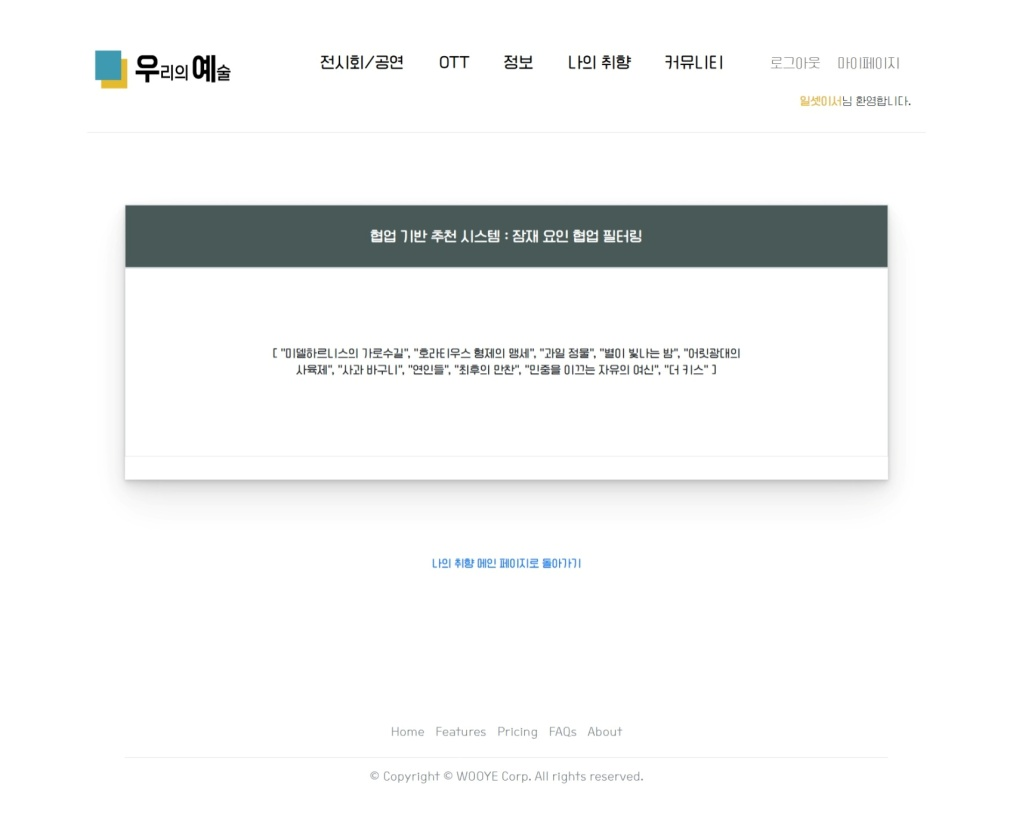 우리의 예술
전시회/공연 OTT 정보 나의 취향 커뮤니티 로그아웃 마이페이지
일셋이서님 환영합니다.
협업 기반 추천 시스템 : 잠재 요인 협업 필터링
[ "미델하르니스의 가로수길", "호라티우스 형제의 맹세", "과일 정물", "별이 빛나는 밤", "어릿광대의
사육제", "사과 바구니", "연인들", "최후의 만찬", "민중을 이끄는 자유의 여신", "더 키스" ]
나의 취향 메인 페이지로 돌아가기
Home Features Pricing FAQs About
© Copyright © WOOYE Corp. All rights reserved.